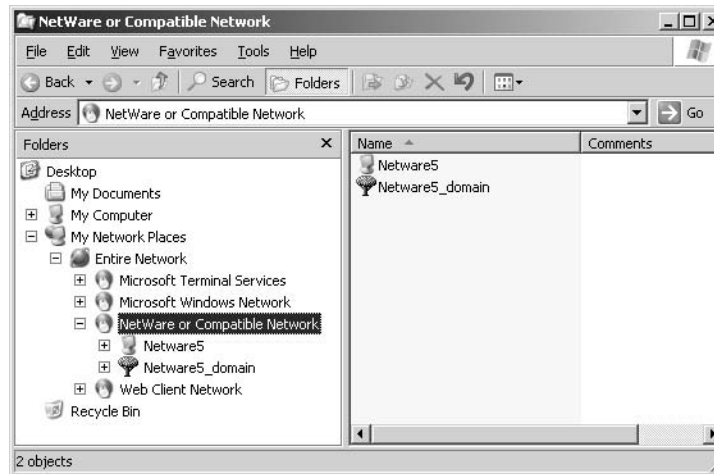 NetWare or Compatible Network
File Edit View Favorites Tools Help
Back Search Folders
Address NetWare or Compatible Network Go
Folders
Desktop
My Documents
My Computer
My Network Places
Entire Network
Microsoft Terminal Services
Microsoft Windows Network
NetWare or Compatible Network
Netware5
Netware5_domain
Web Client Network
Recycle Bin
Name Comments
Netware5
Netware5_domain
2 objects